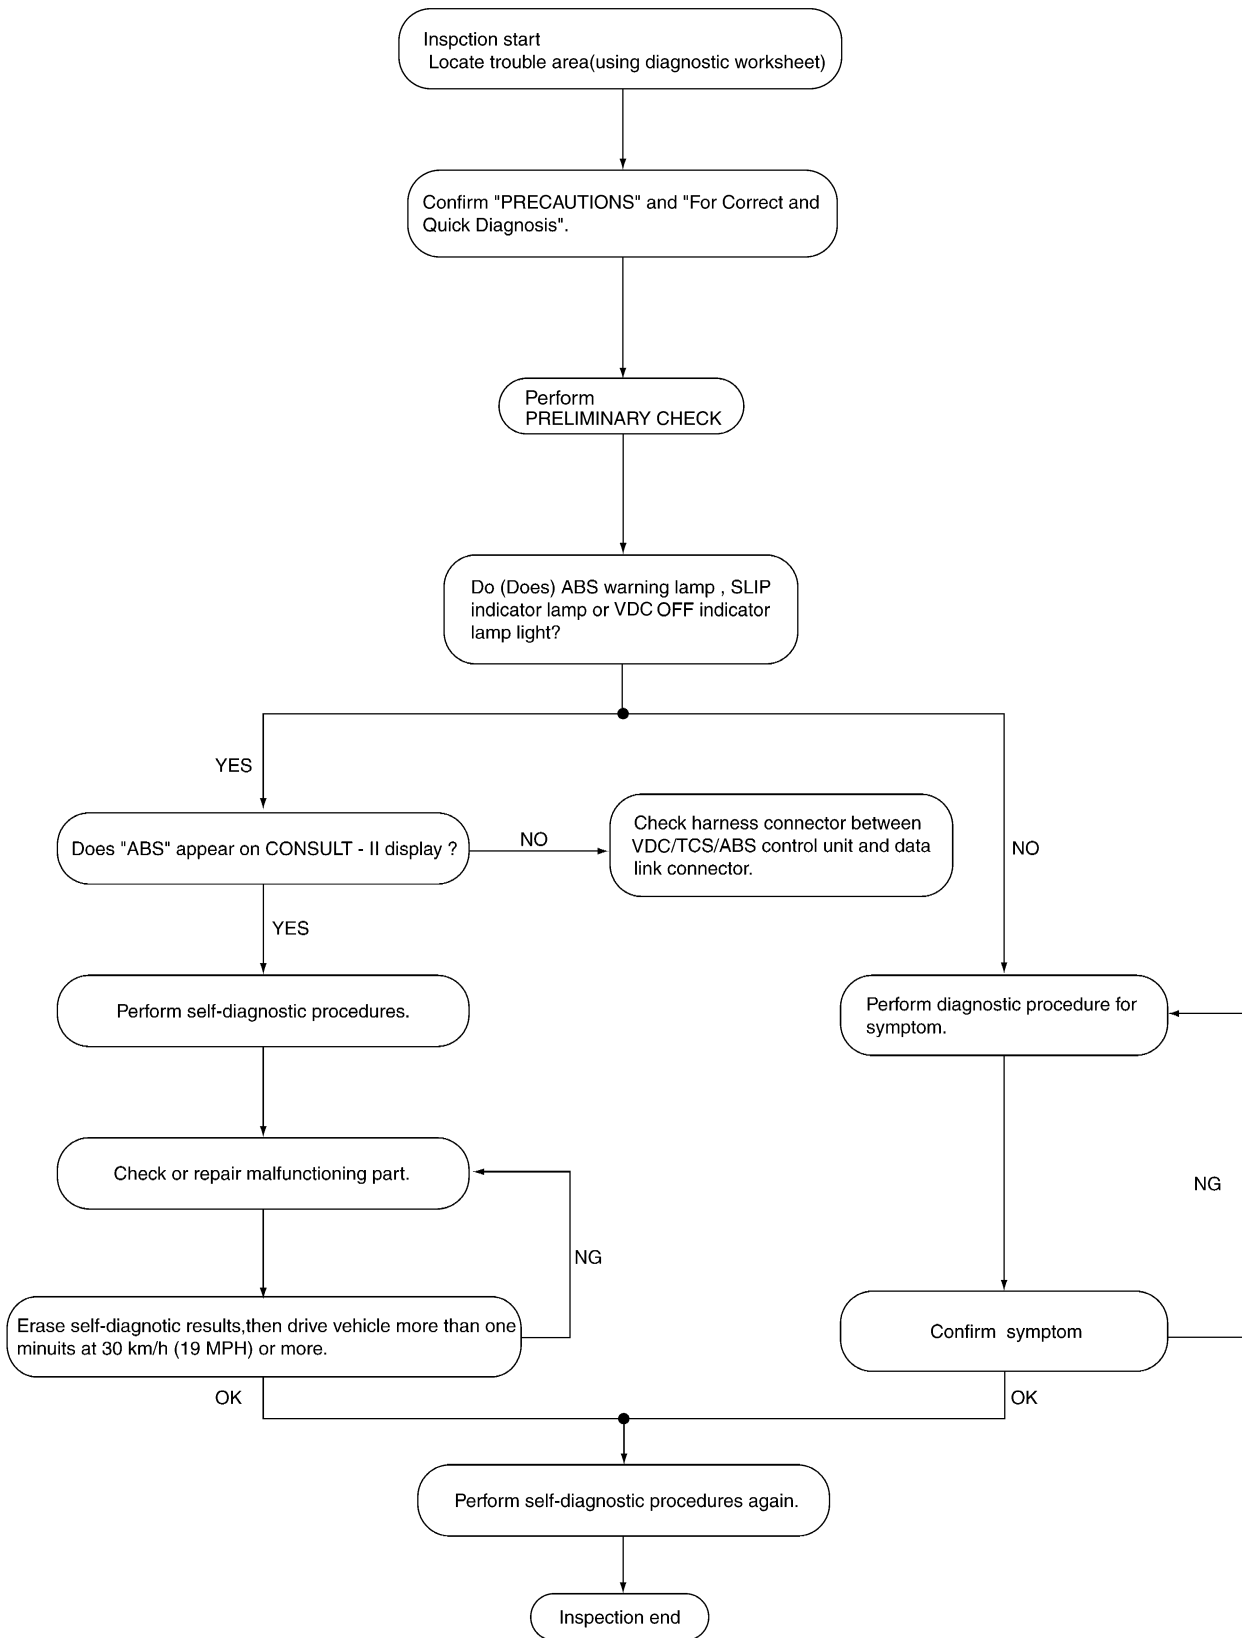 Inspction start
Locate trouble area(using diagnostic worksheet)
Confirm "PRECAUTIONS" and "For Correct and
Quick Diagnosis".
Perform
PRELIMINARY CHECK
Do (Does) ABS warning lamp , SLIP
indicator lamp or VDC OFF indicator
lamp light?
YES
NO
Does "ABS" appear on CONSULT - II display ?
NO
Check harness connector between
VDC/TCS/ABS control unit and data
link connector.
YES
Perform self-diagnostic procedures.
Perform diagnostic procedure for
symptom.
Check or repair malfunctioning part.
NG
NG
Erase self-diagnotic results,then drive vehicle more than one
minuits at 30 km/h (19 MPH) or more.
Confirm symptom
OK
OK
Perform self-diagnostic procedures again.
Inspection end